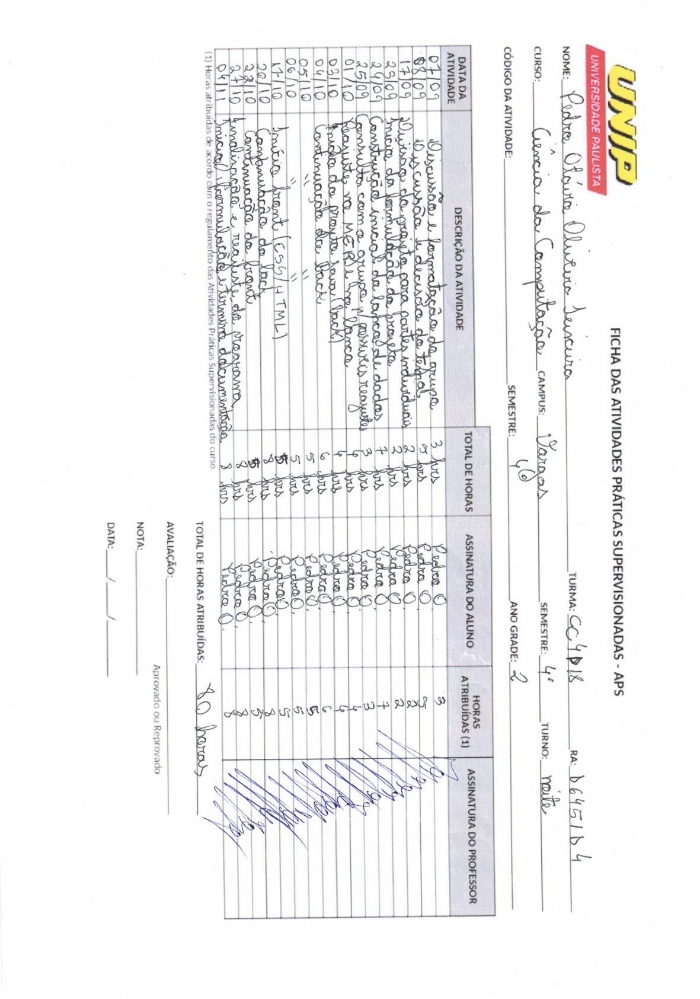 UNIP
UNIVERSIDADE PAULISTA
FICHA DAS ATIVIDADES PRÁTICAS SUPERVISIONADAS - APS
NOME: Pedro Otávio Oliveira TURMA: CC4P18 RA: D6451D4
CURSO: Ciência da Computação CAMPUS: Vargas SEMESTRE: 4º TURNO: noite
CÓDIGO DA ATIVIDADE: SEMESTRE: 4º ANO GRADE: 2
DATA DA ATIVIDADE DESCRIÇÃO DA ATIVIDADE TOTAL DE HORAS ASSINATURA DO ALUNO HORAS ATRIBUÍDAS (1) ASSINATURA DO PROFESSOR
07/09 Discussão e formatação do grupo 3 hrs Pedro O 3
08/09 Discussão e decisão do tema 5 hrs Pedro O 5
17/09 Divisão do projeto para partes individuais 2 hrs Pedro O. 2
23/09 Início da formulação do projeto 2 hrs Pedro O 2
24/09 Construção inicial do banco de dados 7 hrs Pedro O. 7
25/09 Consulta com o grupo p/ possíveis reajustes 3 hrs Pedro O 3
01/10 Reajuste no MER e no banco 6 hrs Pedro O. 6
03/10 Início do projeto Java (back) 6 hrs Pedro O. 6
04/10 Continuação do back 6 hrs Pedro O. 6
05/10 " " 5 hrs Pedro O. 5
06/10 " " 5 hrs Pedro O. 5
17/10 Início front (CSS/HTML) 5 hrs Pedro O. 5
20/10 Continuação do back 8 hrs Pedro O. 8
22/10 Continuação do front 5 hrs Pedro O. 5
27/10 Finalização e reajuste do programa 8 hrs Pedro O. 8
04/11 Inicial formulação e termino documentação 8 hrs Pedro O. 8
(1) Horas atribuídas de acordo com o regulamento das Atividades Práticas Supervisionadas do curso.
TOTAL DE HORAS ATRIBUÍDAS: 80 horas
AVALIAÇÃO:
Aprovado ou Reprovado
NOTA:
DATA: / /